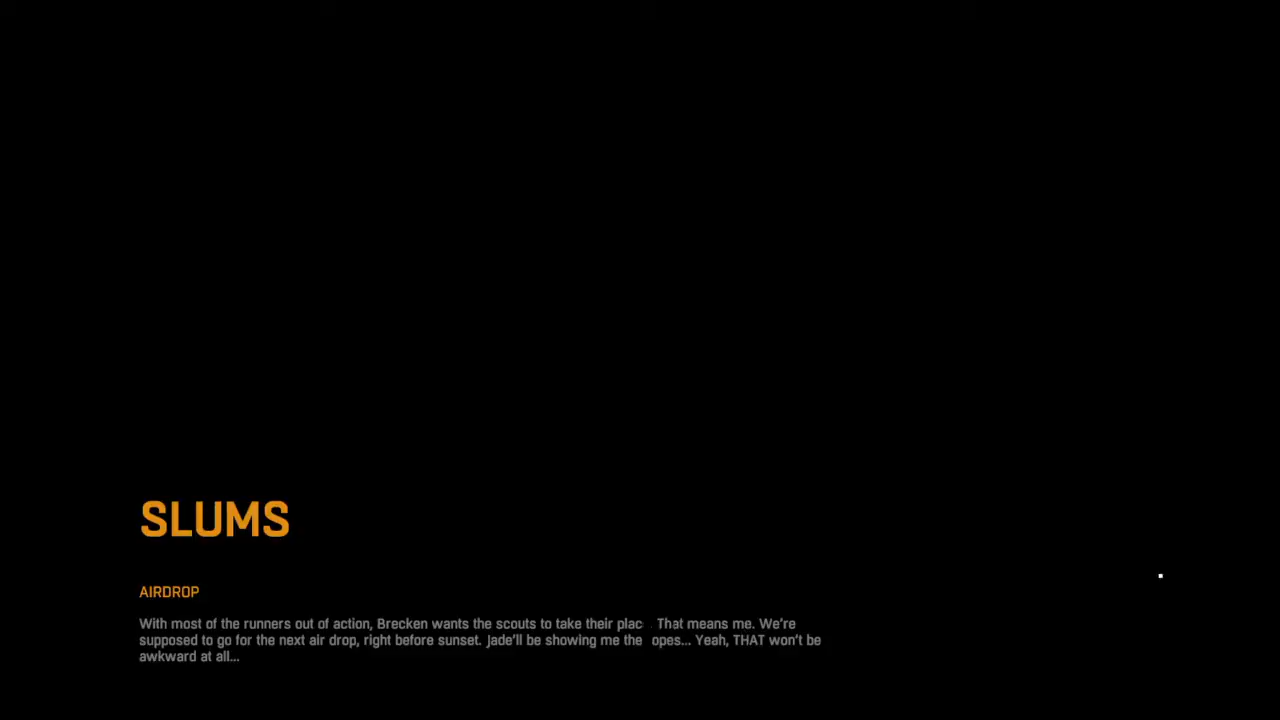 SLUMS
AIRDROP
With most of the runners out of action, Brecken wants the scouts to take their plac. That means me. We're
supposed to go for the next air drop, right before sunset. Jade'll be showing me the opes... Yeah, THAT won't be
awkward at all...